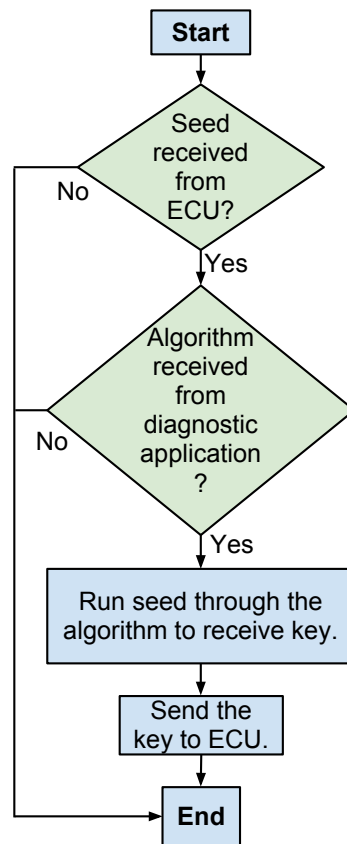 Start
Seed
received
from
ECU?
No
Yes
Algorithm
received
from
diagnostic
application
?
No
Yes
Run seed through the
algorithm to receive key.
Send the
key to ECU.
End